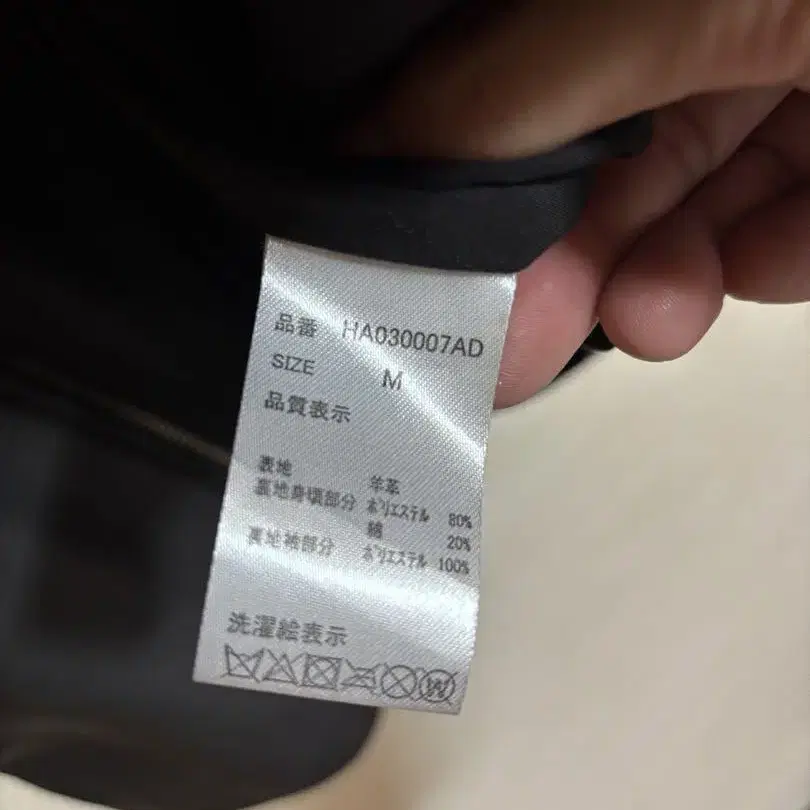 品番 HA030007AD
SIZE M
品質表示
表地 羊革
裏地身頃部分 ポリエステル 80%
綿 20%
裏地袖部分 ポリエステル 100%
洗濯絵表示